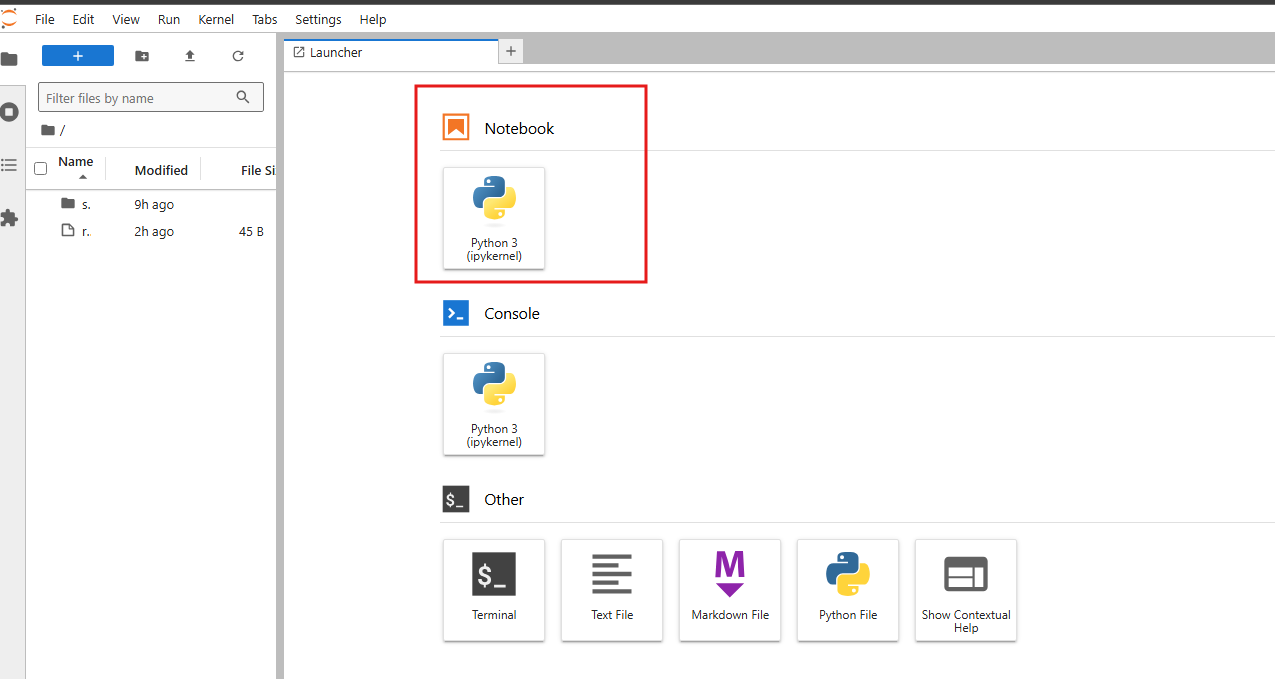 File Edit View Run Kernel Tabs Settings Help
Launcher
Filter files by name
/
Name Modified File Si
s. 9h ago
r. 2h ago 45 B
Notebook
Python 3
(ipykernel)
Console
Python 3
(ipykernel)
$_ Other
$_
Terminal
Text File
M
Markdown File
Python File
Show Contextual
Help